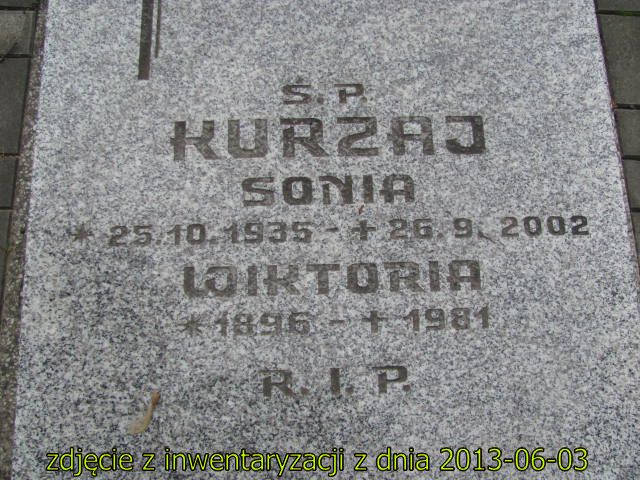 Ś. P.
KURZAJ
SONIA
* 25.10.1935 - + 26.9.2002
WIKTORIA
* 1896 - + 1981
R. I. P.
zdjęcie z inwentaryzacji z dnia 2013-06-03